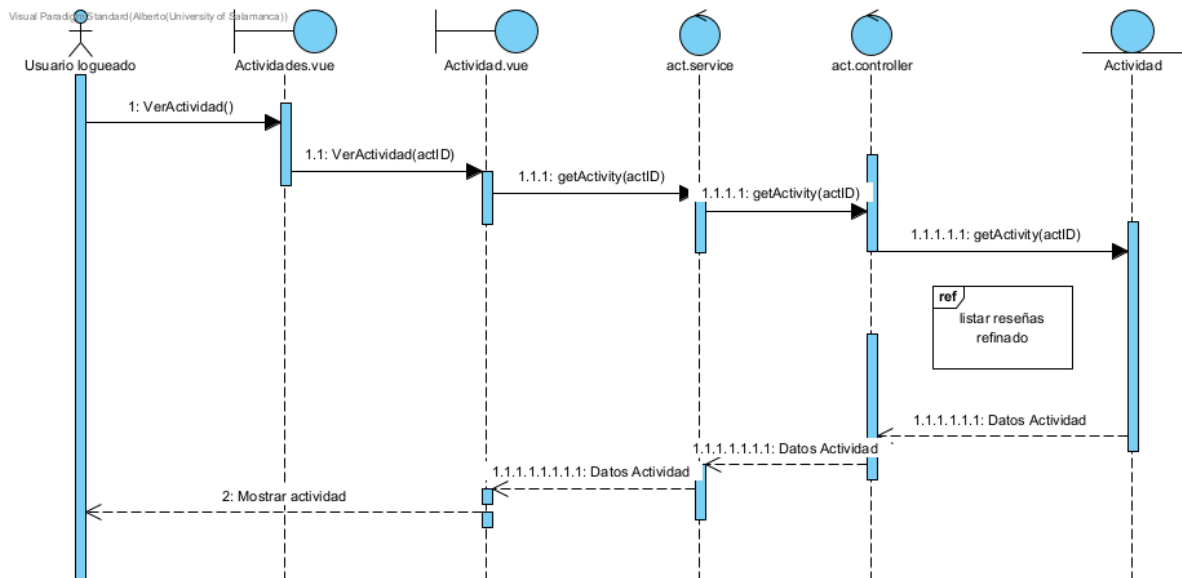 Visual Paradigm Standard(Alberto(University of Salamanca))
Usuario logueado
Actividades.vue
Actividad.vue
act.service
act.controller
Actividad
1: VerActividad()
1.1: VerActividad(actID)
1.1.1: getActivity(actID)
1.1.1.1: getActivity(actID)
1.1.1.1.1: getActivity(actID)
ref
listar reseñas
refinado
1.1.1.1.1.1: Datos Actividad
1.1.1.1.1.1.1: Datos Actividad
1.1.1.1.1.1.1.1: Datos Actividad
2: Mostrar actividad